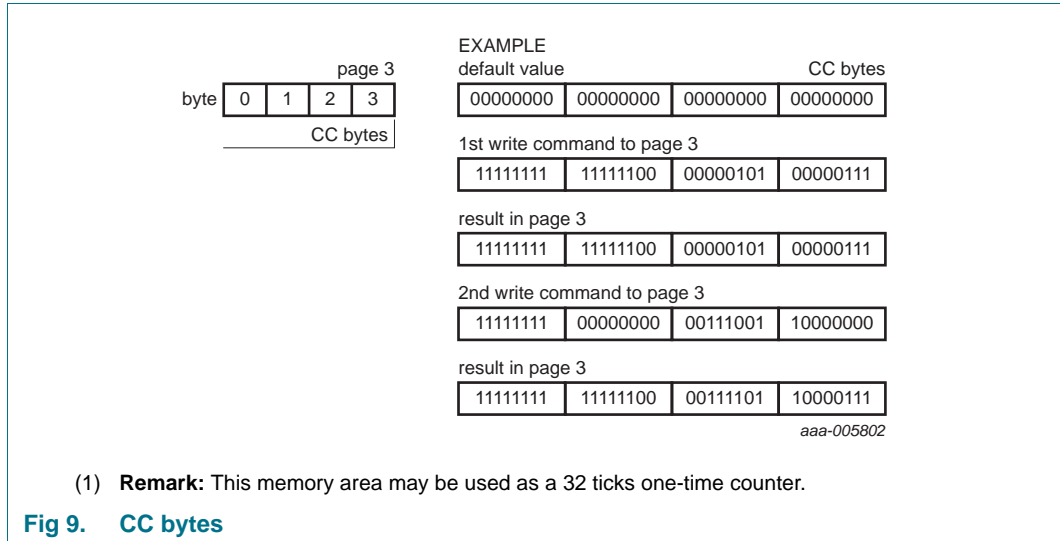 page 3
byte 0 1 2 3
CC bytes
EXAMPLE
default value CC bytes
00000000 00000000 00000000 00000000
1st write command to page 3
11111111 11111100 00000101 00000111
result in page 3
11111111 11111100 00000101 00000111
2nd write command to page 3
11111111 00000000 00111001 10000000
result in page 3
11111111 11111100 00111101 10000111
aaa-005802
(1) Remark: This memory area may be used as a 32 ticks one-time counter.
Fig 9. CC bytes